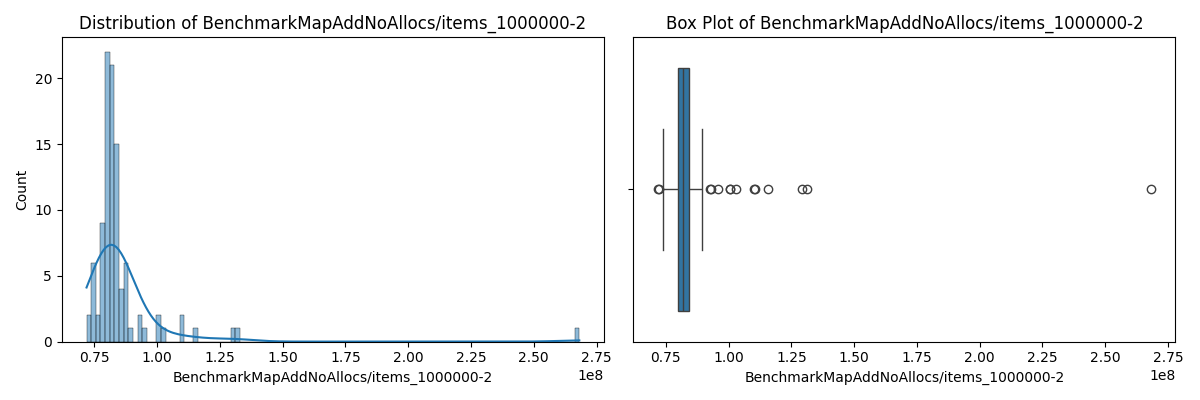 Distribution of BenchmarkMapAddNoAllocs/items_1000000-2
Count
20
15
10
5
0
0.75 1.00 1.25 1.50 1.75 2.00 2.25 2.50 2.75
1e8
BenchmarkMapAddNoAllocs/items_1000000-2
Box Plot of BenchmarkMapAddNoAllocs/items_1000000-2
0.75 1.00 1.25 1.50 1.75 2.00 2.25 2.50 2.75
1e8
BenchmarkMapAddNoAllocs/items_1000000-2